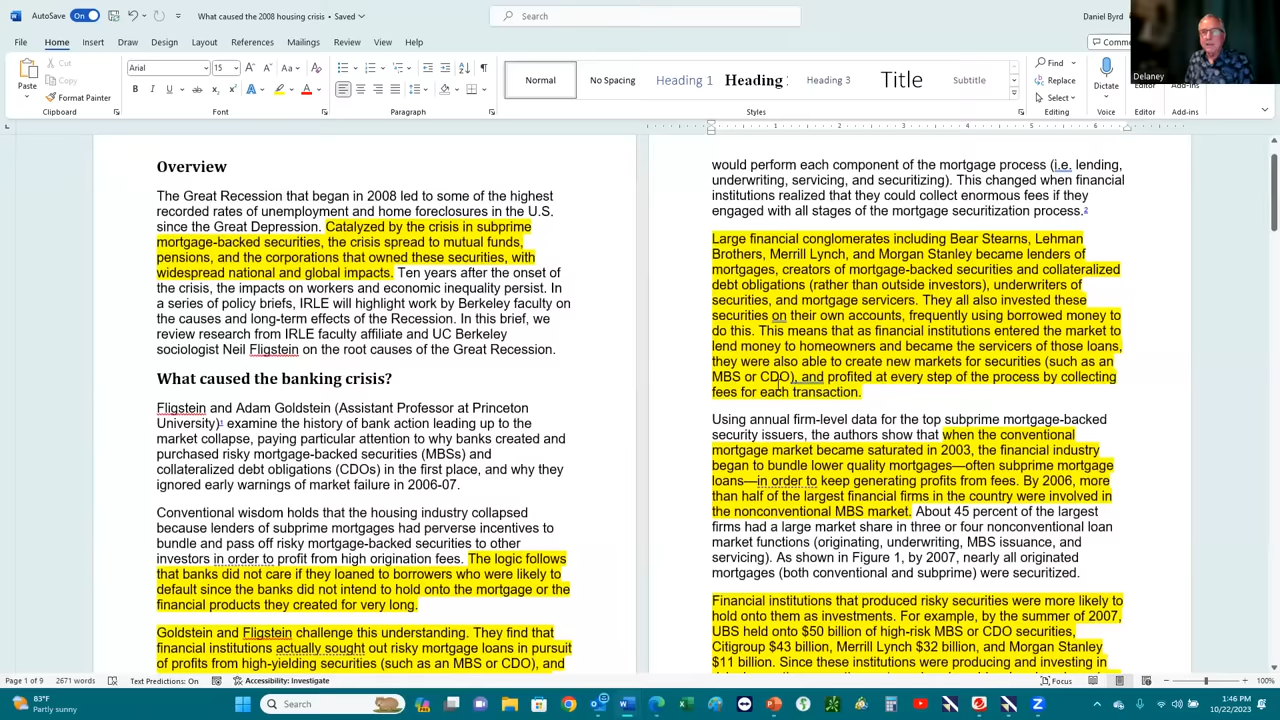 AutoSave
On
What caused the 2008 housing crisis • Saved
Search
Daniel Byrd
File
Home
Insert
Draw
Design
Layout
References
Mailings
Review
View
Help
Comme
Delaney
Paste
Cut
Copy
Format Painter
Clipboard
Arial
15
Font
Paragraph
Normal
No Spacing
Heading 1
Heading
Heading 3
Title
Subtitle
Styles
Find
Replace
Select
Editing
Dictate
Voice
Editor
Editor
Add-ins
Add-ins
Overview
The Great Recession that began in 2008 led to some of the highest
recorded rates of unemployment and home foreclosures in the U.S.
since the Great Depression. Catalyzed by the crisis in subprime
mortgage-backed securities, the crisis spread to mutual funds,
pensions, and the corporations that owned these securities, with
widespread national and global impacts. Ten years after the onset of
the crisis, the impacts on workers and economic inequality persist. In
a series of policy briefs, IRLE will highlight work by Berkeley faculty on
the causes and long-term effects of the Recession. In this brief, we
review research from IRLE faculty affiliate and UC Berkeley
sociologist Neil Fligstein on the root causes of the Great Recession.
What caused the banking crisis?
Fligstein and Adam Goldstein (Assistant Professor at Princeton
University)1 examine the history of bank action leading up to the
market collapse, paying particular attention to why banks created and
purchased risky mortgage-backed securities (MBSs) and
collateralized debt obligations (CDOs) in the first place, and why they
ignored early warnings of market failure in 2006-07.
Conventional wisdom holds that the housing industry collapsed
because lenders of subprime mortgages had perverse incentives to
bundle and pass off risky mortgage-backed securities to other
investors in order to profit from high origination fees. The logic follows
that banks did not care if they loaned to borrowers who were likely to
default since the banks did not intend to hold onto the mortgage or the
financial products they created for very long.
Goldstein and Fligstein challenge this understanding. They find that
financial institutions actually sought out risky mortgage loans in pursuit
of profits from high-yielding securities (such as an MBS or CDO), and
would perform each component of the mortgage process (i.e. lending,
underwriting, servicing, and securitizing). This changed when financial
institutions realized that they could collect enormous fees if they
engaged with all stages of the mortgage securitization process.2
Large financial conglomerates including Bear Stearns, Lehman
Brothers, Merrill Lynch, and Morgan Stanley became lenders of
mortgages, creators of mortgage-backed securities and collateralized
debt obligations (rather than outside investors), underwriters of
securities, and mortgage servicers. They all also invested these
securities on their own accounts, frequently using borrowed money to
do this. This means that as financial institutions entered the market to
lend money to homeowners and became the servicers of those loans,
they were also able to create new markets for securities (such as an
MBS or CDO), and profited at every step of the process by collecting
fees for each transaction.
Using annual firm-level data for the top subprime mortgage-backed
security issuers, the authors show that when the conventional
mortgage market became saturated in 2003, the financial industry
began to bundle lower quality mortgages—often subprime mortgage
loans—in order to keep generating profits from fees. By 2006, more
than half of the largest financial firms in the country were involved in
the nonconventional MBS market. About 45 percent of the largest
firms had a large market share in three or four nonconventional loan
market functions (originating, underwriting, MBS issuance, and
servicing). As shown in Figure 1, by 2007, nearly all originated
mortgages (both conventional and subprime) were securitized.
Financial institutions that produced risky securities were more likely to
hold onto them as investments. For example, by the summer of 2007,
UBS held onto $50 billion of high-risk MBS or CDO securities,
Citigroup $43 billion, Merrill Lynch $32 billion, and Morgan Stanley
$11 billion. Since these institutions were producing and investing in
Page 1 of 9
2671 words
Text Predictions: On
Accessibility: Investigate
Focus
100%
83°F
Partly sunny
Search
1:46 PM
10/22/2023